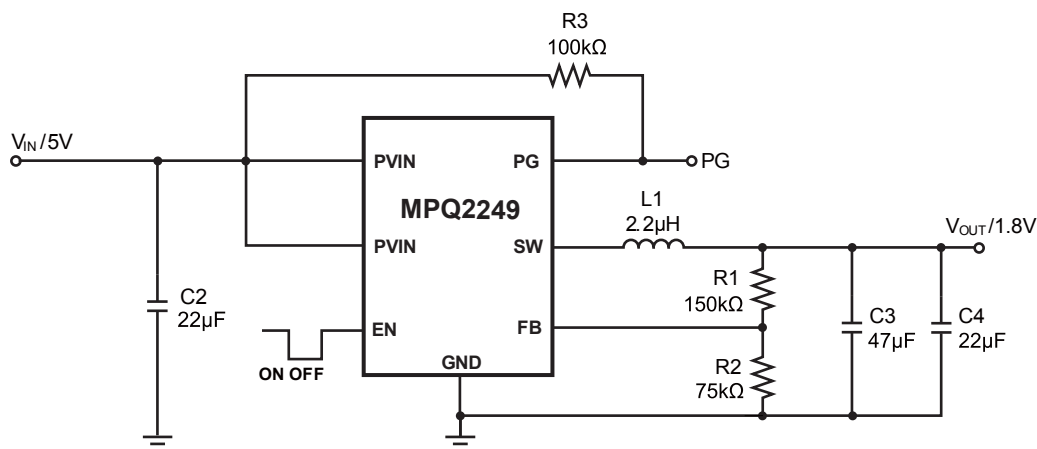 R3
100kΩ
VIN/5V
PVIN
PG
PG
MPQ2249
L1
2.2µH
VOUT/1.8V
PVIN
SW
R1
150kΩ
C2
22µF
EN
FB
C3
47µF
C4
22µF
ON OFF
GND
R2
75kΩ